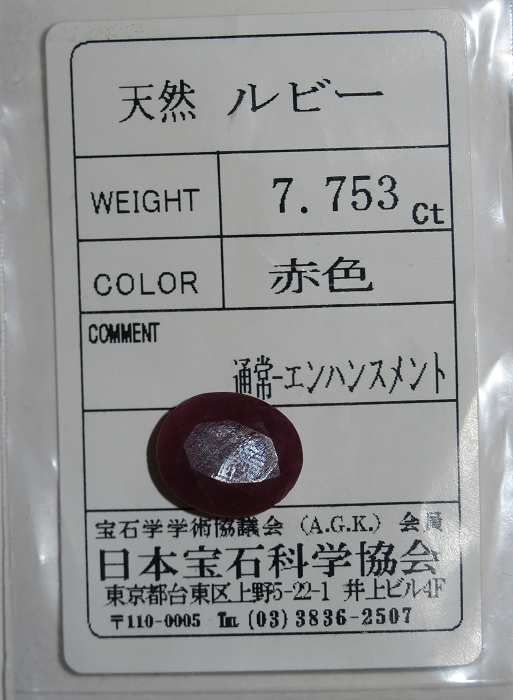 天然 ルビー
WEIGHT 7.753 Ct
COLOR 赤色
COMMENT
通常-エンハンスメント
宝石学学術協議会 (A.G.K.) 会員
日本宝石科学協会
東京都台東区上野5-22-1 井上ビル4F
〒110-0005 TEL (03)3836-2507